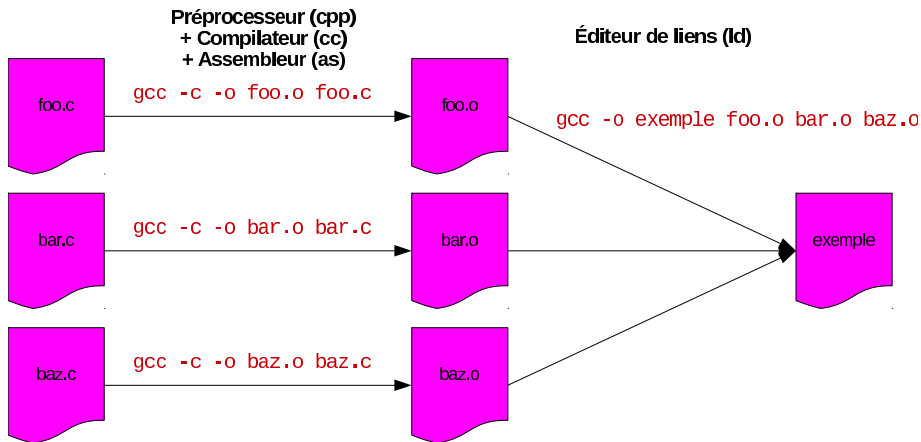 Préprocesseur (cpp)
+ Compilateur (cc)
+ Assembleur (as)
Éditeur de liens (ld)
foo.c
gcc -c -o foo.o foo.c
foo.o
gcc -o exemple foo.o bar.o baz.o
bar.c
gcc -c -o bar.o bar.c
bar.o
exemple
baz.c
gcc -c -o baz.o baz.c
baz.o